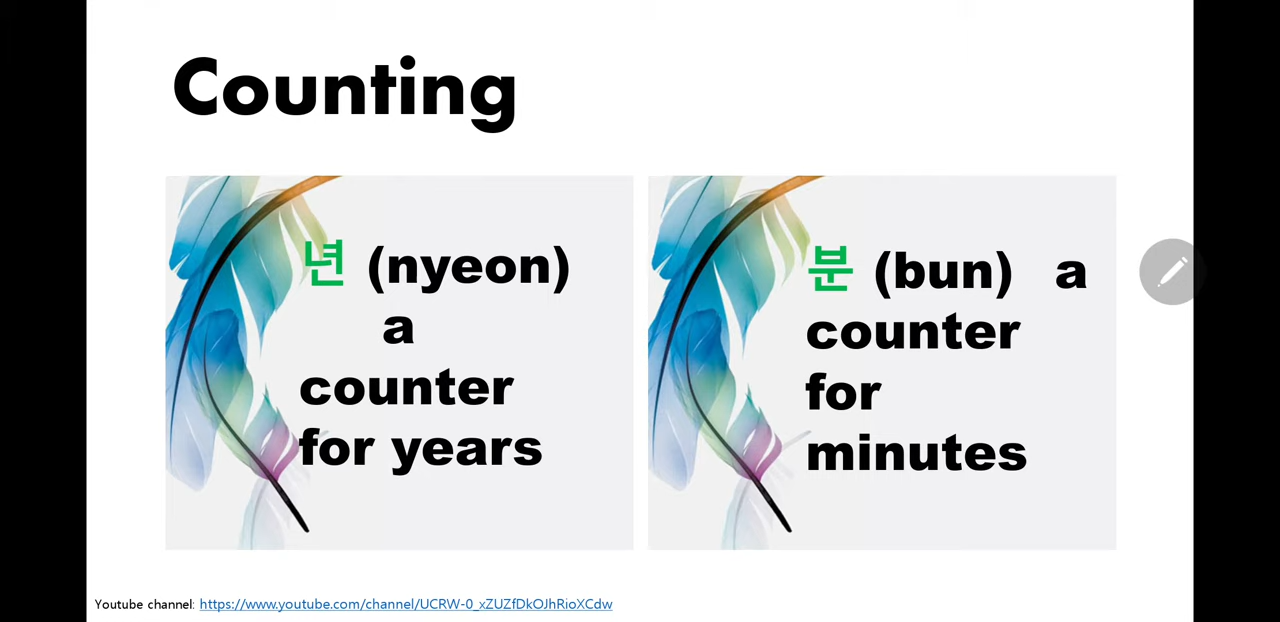 Counting
년 (nyeon)
a
counter
for years
분 (bun) a
counter
for
minutes
Youtube channel: https://www.youtube.com/channel/UCRW-0_xZUZfDkOJhRioXCdw